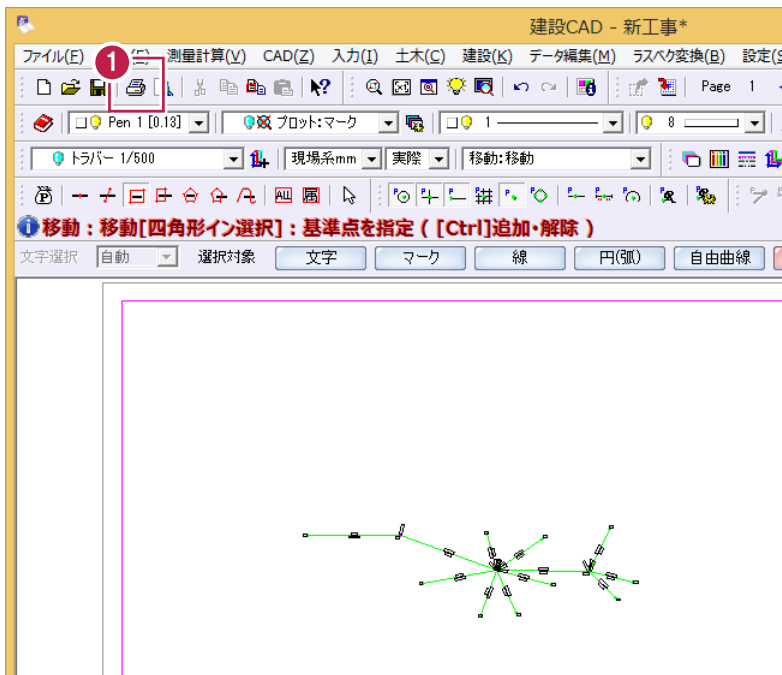 建設CAD - 新工事*
ファイル(F) (E) 測量計算(V) CAD(Z) 入力(I) 土木(C) 建設(K) データ編集(M) ラスベク変換(B) 設定(S
1
Page 1
Pen 1 [0.13] プロット:マーク 1 8
トラバー 1/500 現場系mm 実際 移動:移動
ALL 属
移動:移動[四角形イン選択]:基準点を指定 ( [Ctrl]追加・解除 )
文字選択 自動 選択対象 文字 マーク 線 円(弧) 自由曲線